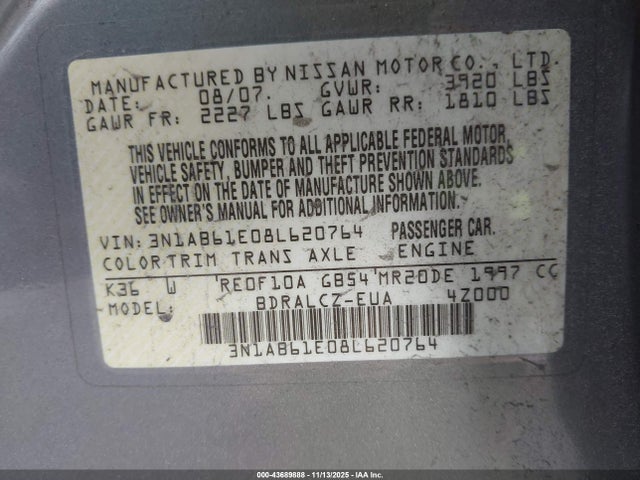 MANUFACTURED BY NISSAN MOTOR CO., LTD.
DATE: 08/07. GVWR: 3920 LBS
GAWR FR: 2227 LBS GAWR RR: 1810 LBS
THIS VEHICLE CONFORMS TO ALL APPLICABLE FEDERAL MOTOR
VEHICLE SAFETY, BUMPER AND THEFT PREVENTION STANDARDS
IN EFFECT ON THE DATE OF MANUFACTURE SHOWN ABOVE.
SEE OWNER'S MANUAL FOR ADDITIONAL INFORMATION.
VIN: 3N1AB61E08L620764 PASSENGER CAR.
COLOR TRIM TRANS AXLE ENGINE
K36 W RE0F10A GB54 MR20DE 1997 CC
MODEL: BDRALCZ-EUA 4Z000
3N1AB61E08L620764
000-43689888 | 11/13/2025 | IAA Inc.